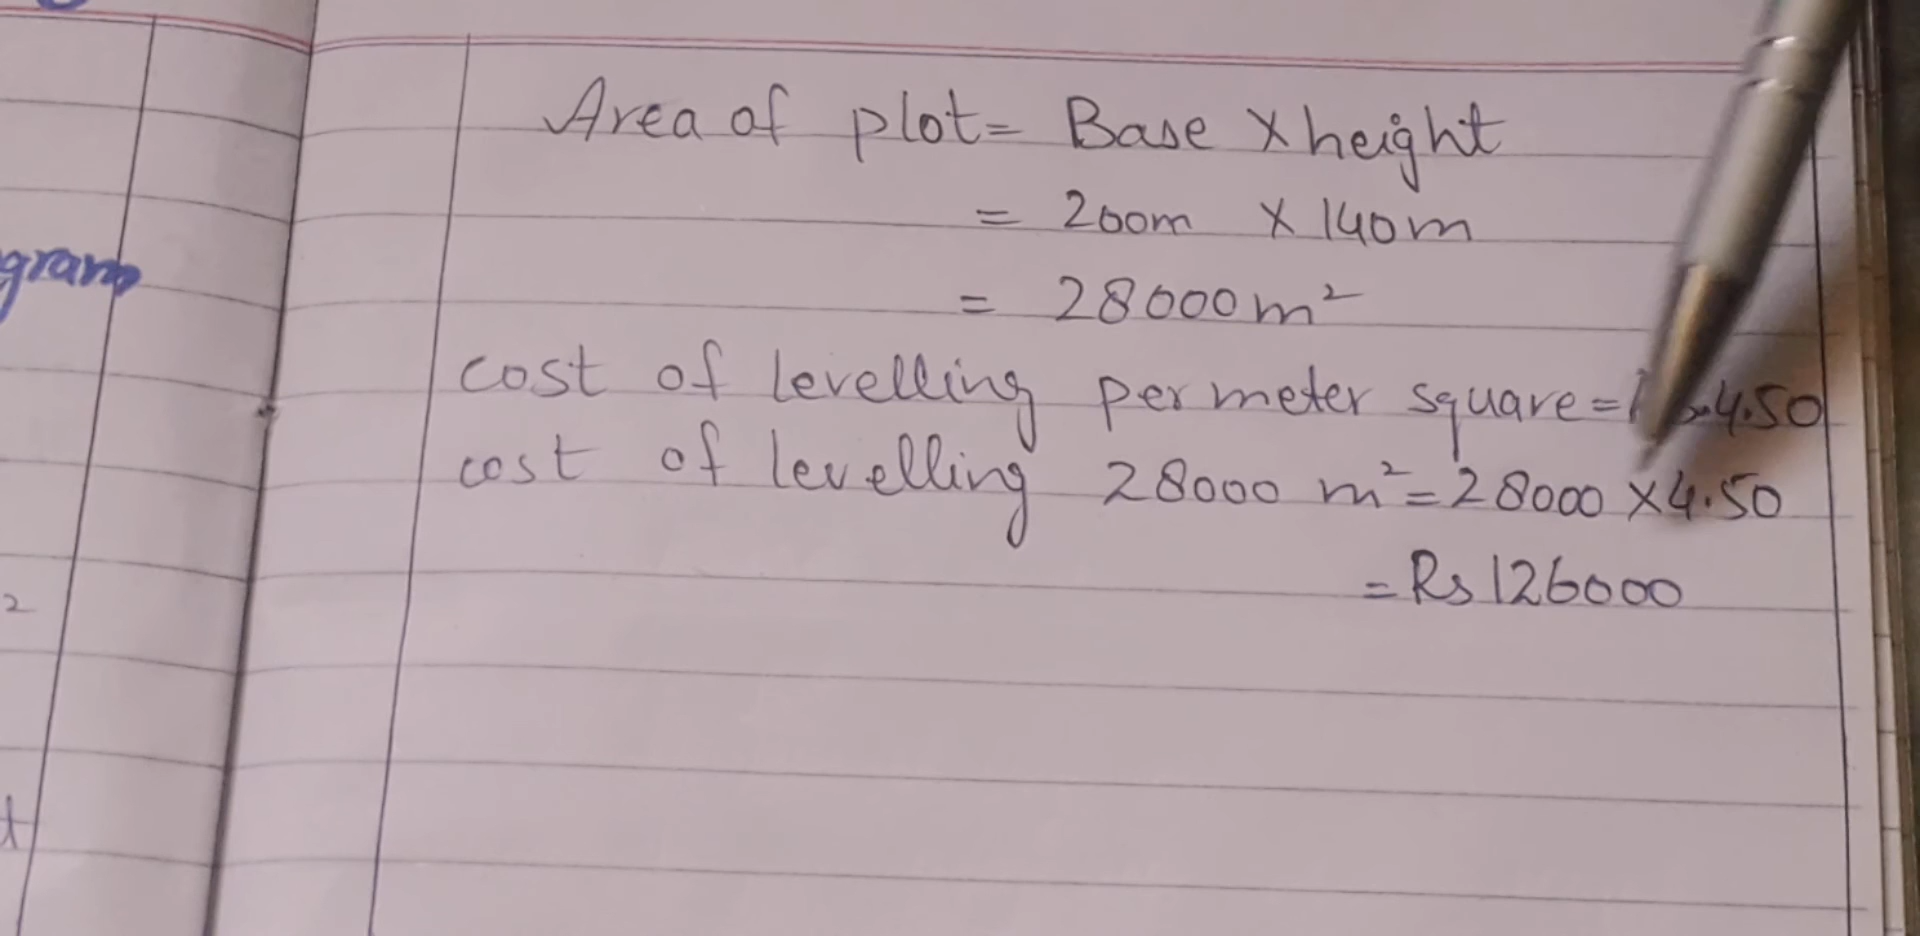 Area of plot = Base × height
= 200m × 140m
= 28000m²
cost of levelling per meter square = 4.50
cost of levelling 28000 m² = 28000 × 4.50
= Rs 126000
gram
2